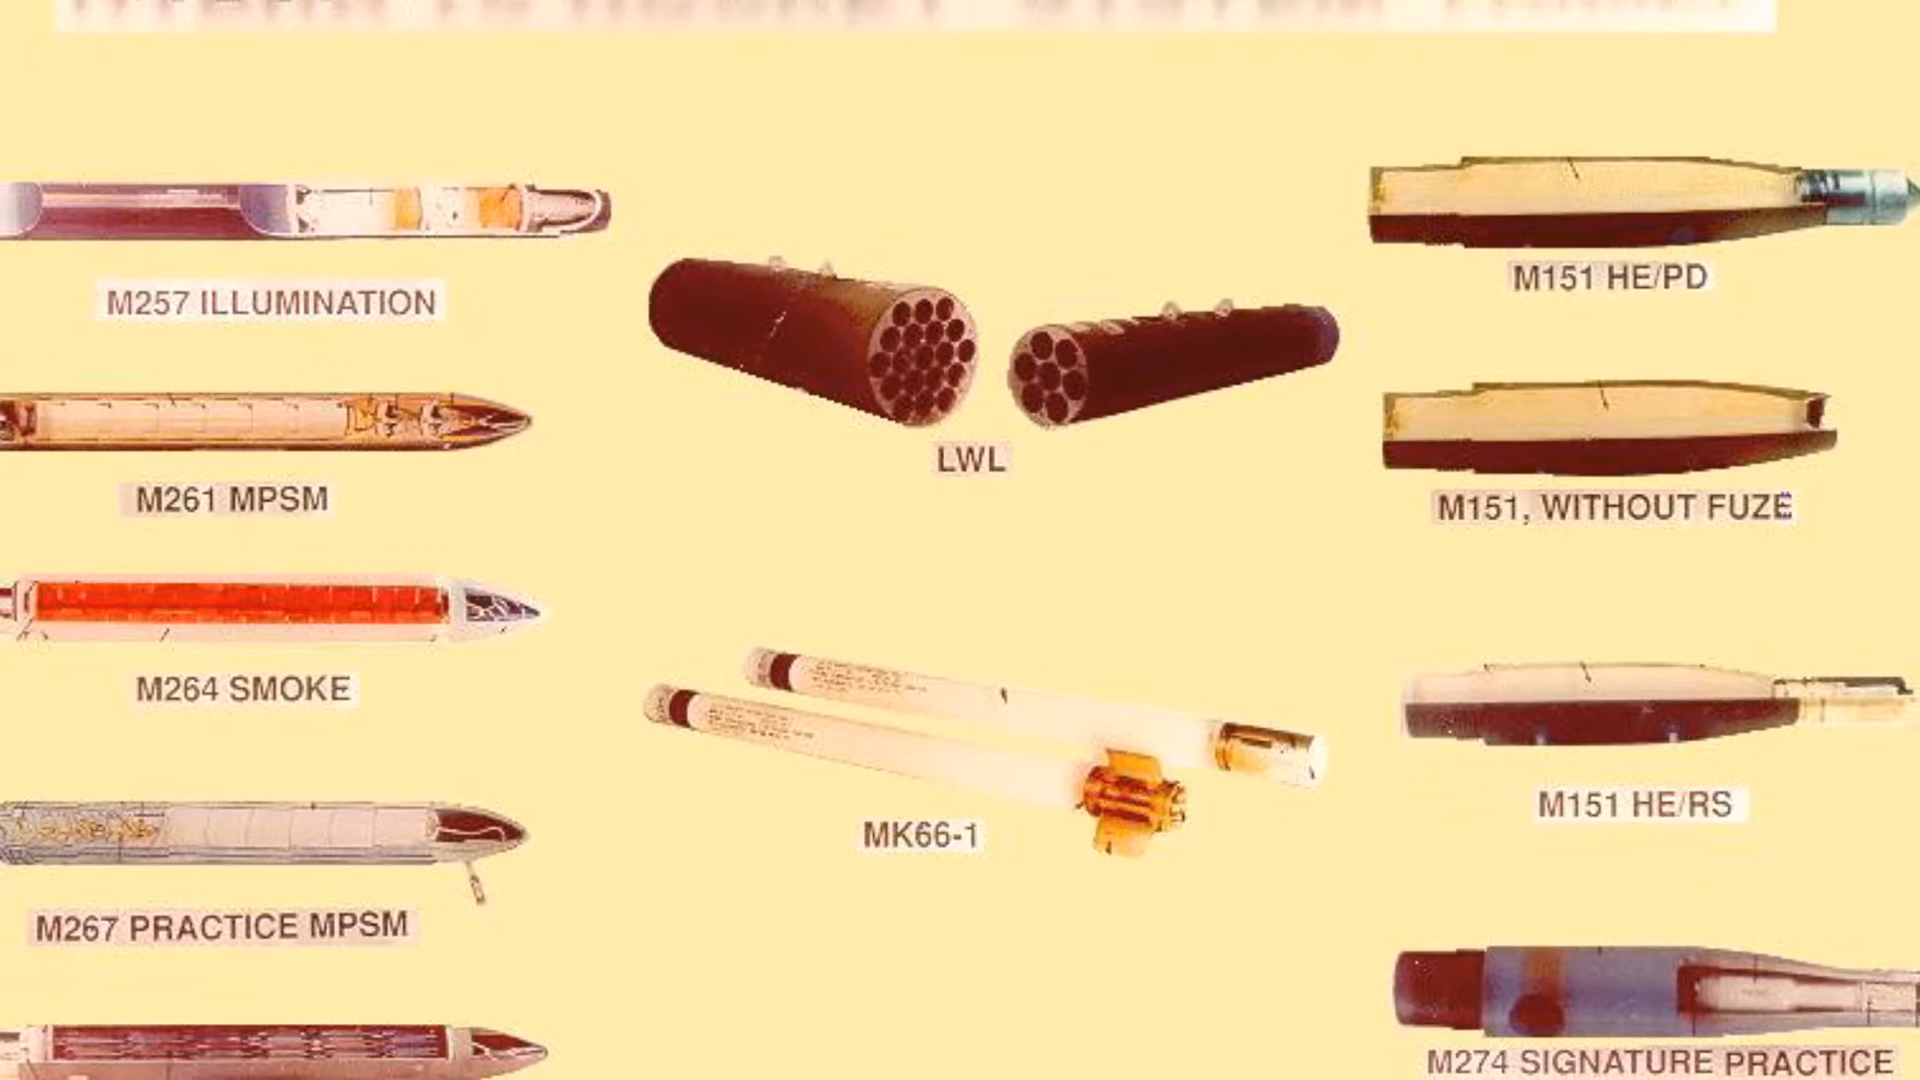 M257 ILLUMINATION
M261 MPSM
M264 SMOKE
M267 PRACTICE MPSM
LWL
MK66-1
M151 HE/PD
M151, WITHOUT FUZE
M151 HE/RS
M274 SIGNATURE PRACTICE